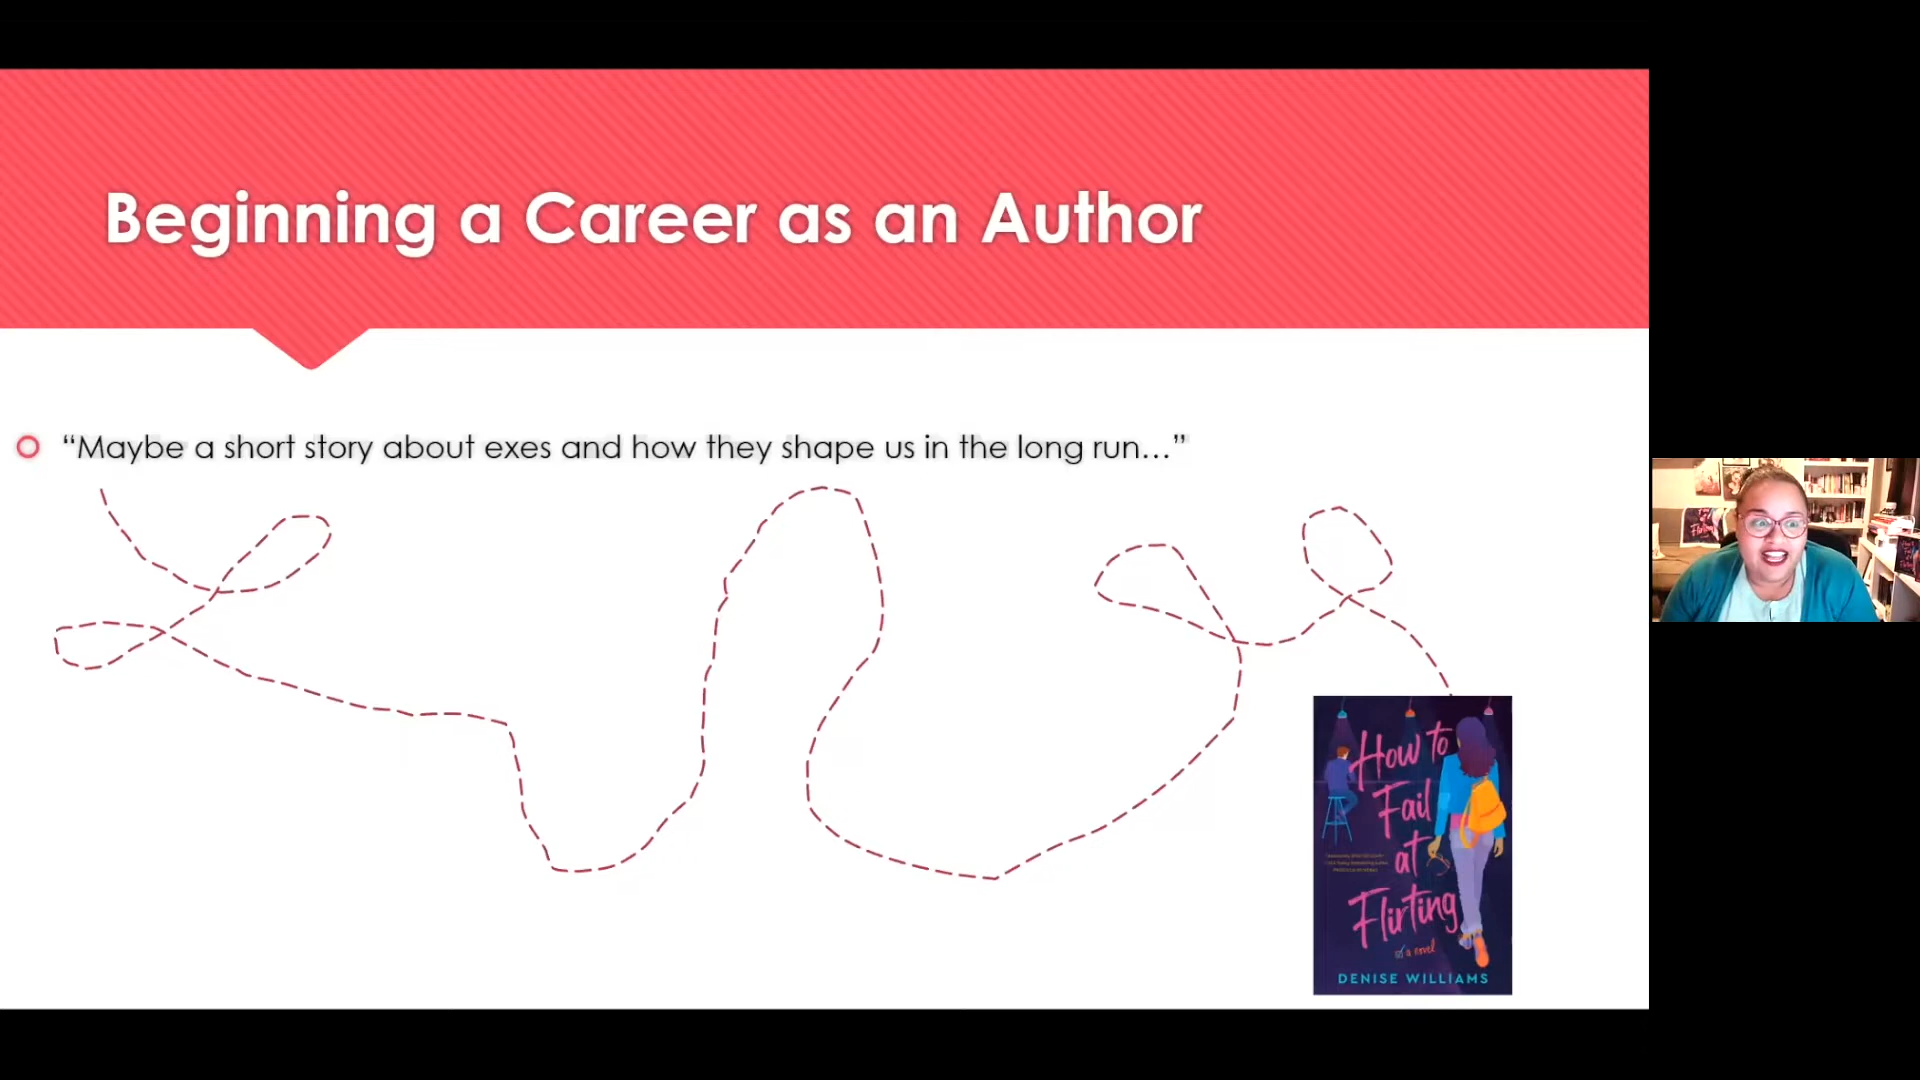 Beginning a Career as an Author
“Maybe a short story about exes and how they shape us in the long run...”
How to
Fail
at
Flirting
a novel
DENISE WILLIAMS